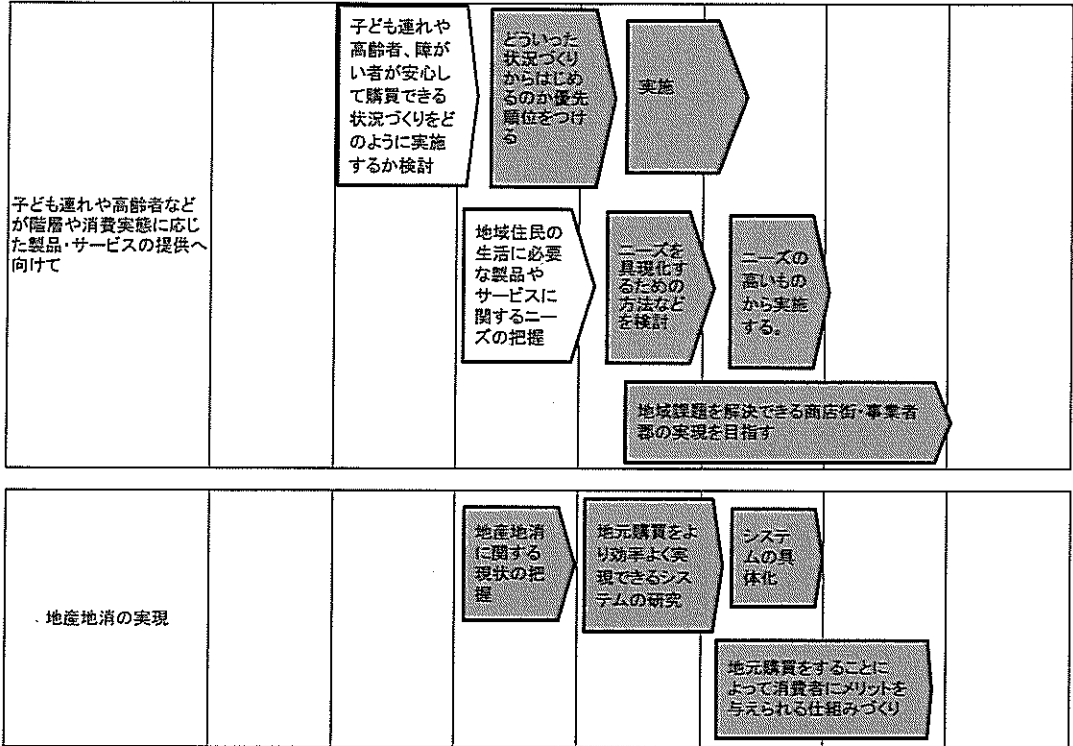 子ども連れや
高齢者、障が
い者が安心し
て購買できる
状況づくりをど
のように実施
するか検討
どういった
状況づくり
からはじめ
るのか優先
順位をつけ
る
実施
子ども連れや高齢者など
が階層や消費実態に応じ
た製品・サービスの提供へ
向けて
地域住民の
生活に必要
な製品や
サービスに
関するニー
ズの把握
ニーズを
具現化す
るための
方法など
を検討
ニーズの
高いもの
から実施
する。
地域課題を解決できる商店街・事業者
郡の実現を目指す
地産地消の実現
地産地消
に関する
現状の把
握
地元購買をよ
り効率よく実
現できるシス
テムの研究
システ
ムの具
体化
地元購買をすることに
よって消費者にメリットを
与えられる仕組みづくり